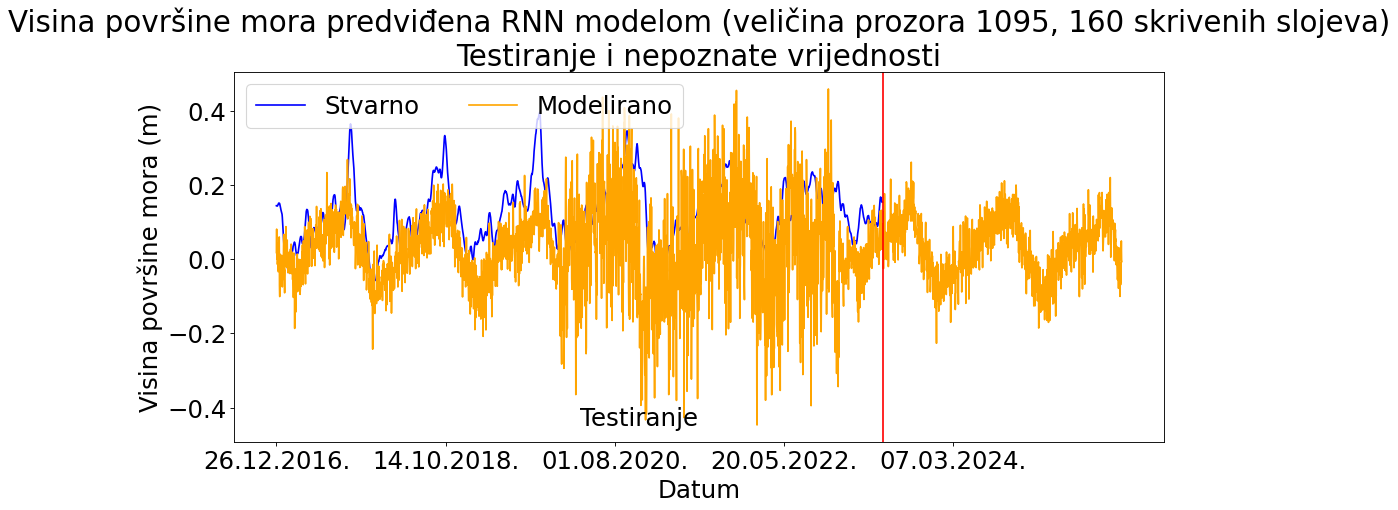 Visina površine mora predviđena RNN modelom (veličina prozora 1095, 160 skrivenih slojeva)
Testiranje i nepoznate vrijednosti
Stvarno Modelirano
Visina površine mora (m)
0.4
0.2
0.0
−0.2
−0.4
Testiranje
26.12.2016. 14.10.2018. 01.08.2020. 20.05.2022. 07.03.2024.
Datum